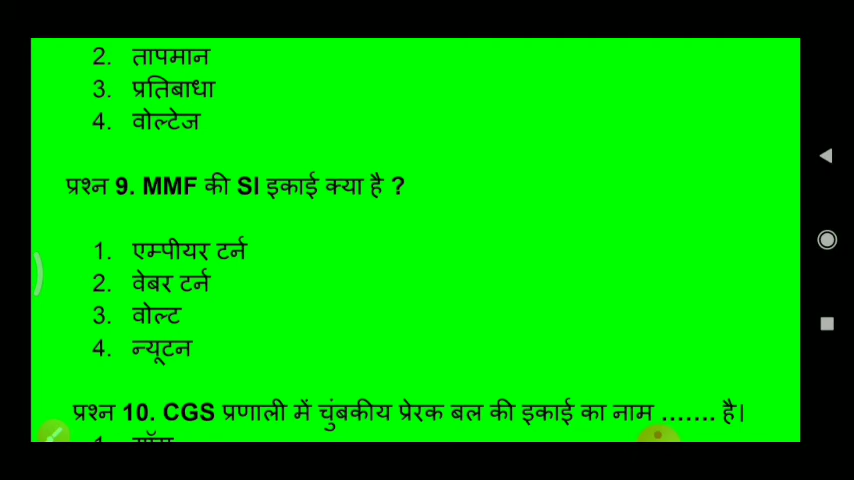 2. तापमान
3. प्रतिबाधा
4. वोल्टेज
प्रश्न 9. MMF की SI इकाई क्या है ?
1. एम्पीयर टर्न
2. वेबर टर्न
3. वोल्ट
4. न्यूटन
प्रश्न 10. CGS प्रणाली में चुंबकीय प्रेरक बल की इकाई का नाम ……. है।
1.